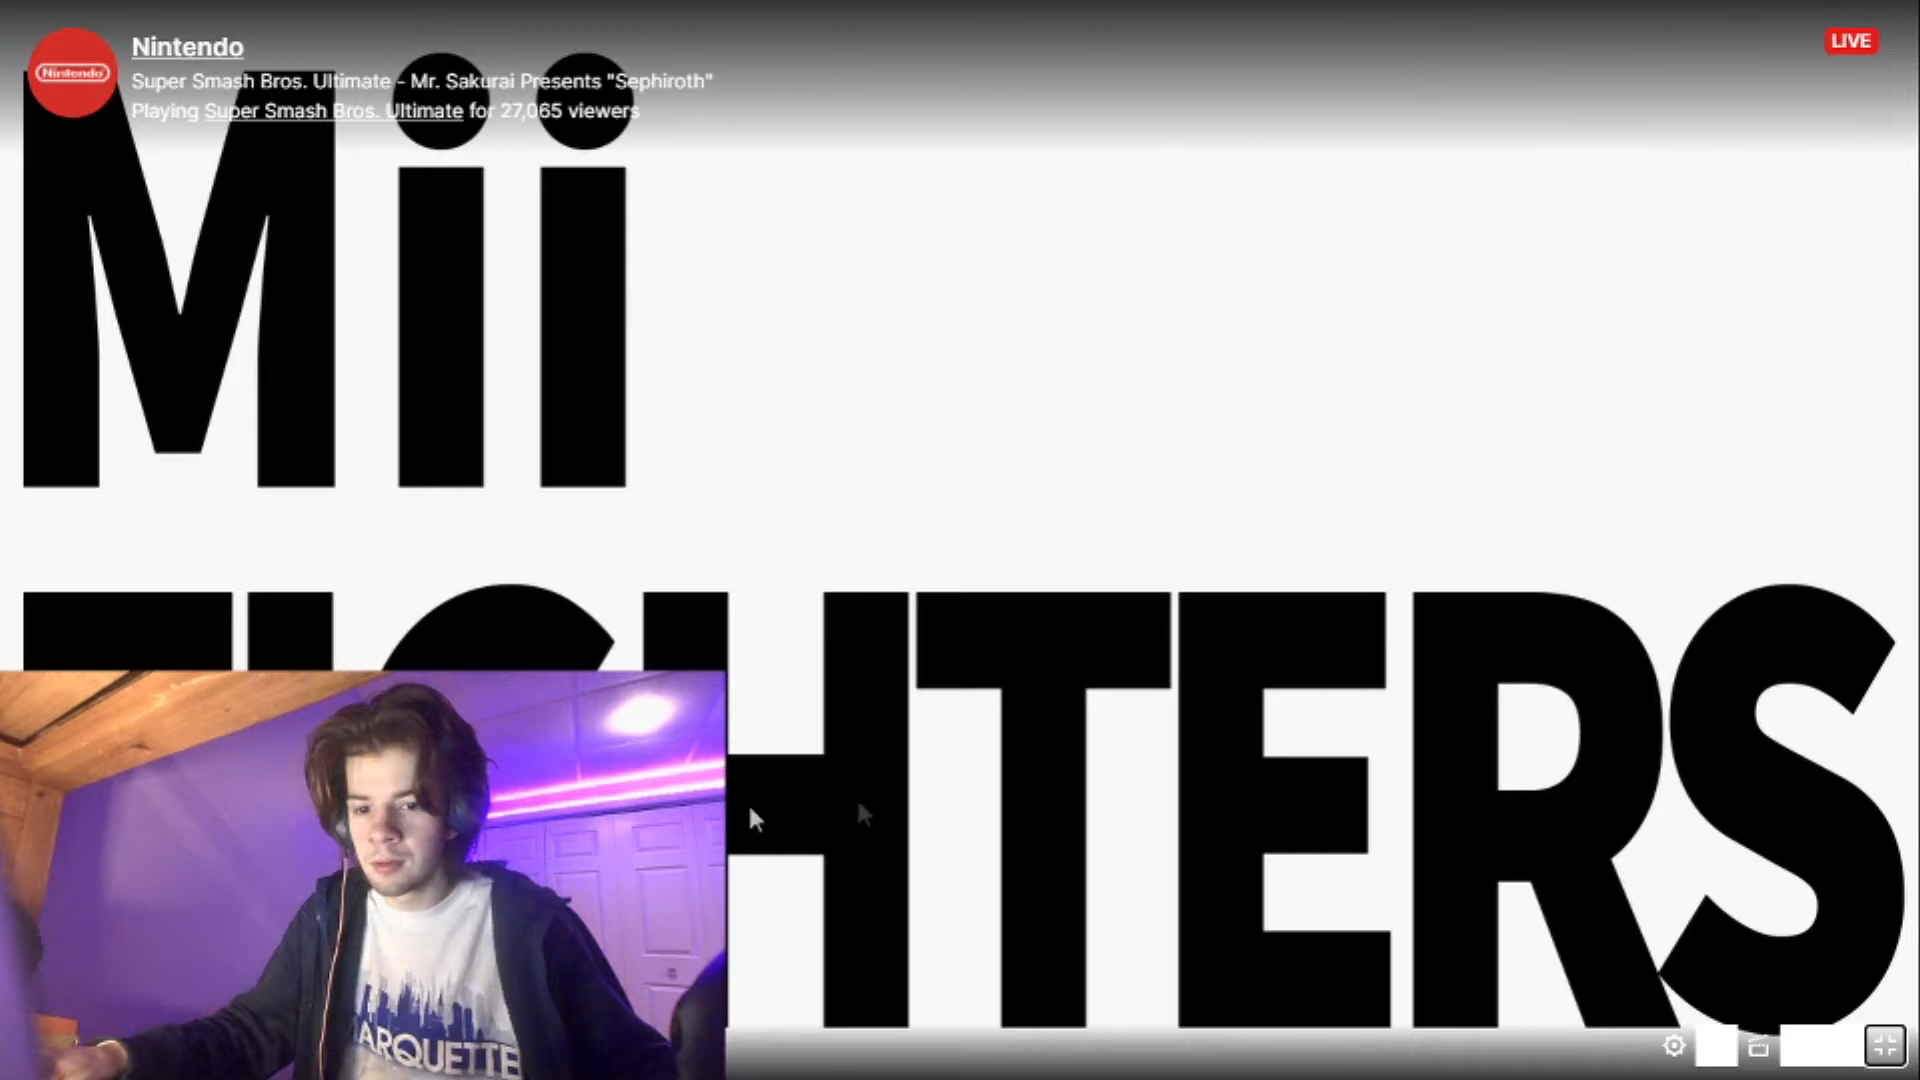 Nintendo
Nintendo
Super Smash Bros. Ultimate - Mr. Sakurai Presents "Sephiroth"
Playing Super Smash Bros. Ultimate for 27,065 viewers
LIVE
Mii
FIGHTERS
ARQUETTE